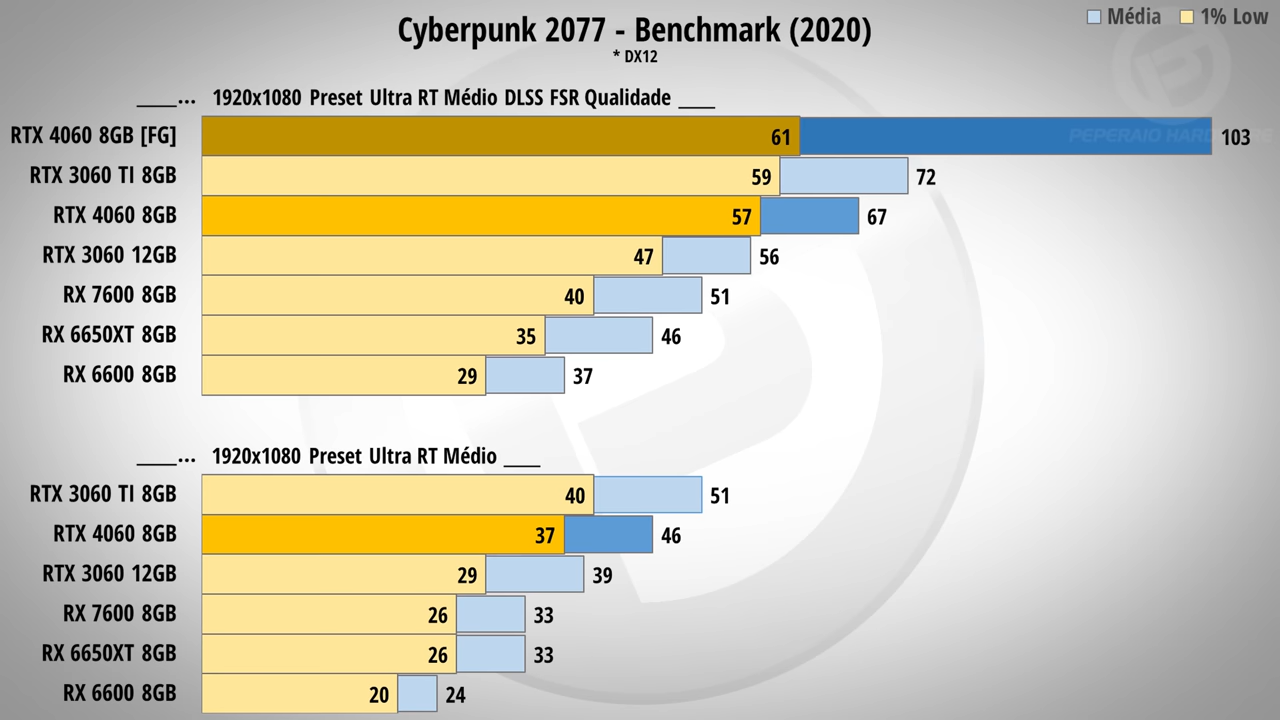 Cyberpunk 2077 - Benchmark (2020)
* DX12
Média 1% Low
PEPERAIO HARDWARE
____... 1920x1080 Preset Ultra RT Médio DLSS FSR Qualidade ____
RTX 4060 8GB [FG] 61 103
RTX 3060 TI 8GB 59 72
RTX 4060 8GB 57 67
RTX 3060 12GB 47 56
RX 7600 8GB 40 51
RX 6650XT 8GB 35 46
RX 6600 8GB 29 37
____... 1920x1080 Preset Ultra RT Médio ____
RTX 3060 TI 8GB 40 51
RTX 4060 8GB 37 46
RTX 3060 12GB 29 39
RX 7600 8GB 26 33
RX 6650XT 8GB 26 33
RX 6600 8GB 20 24